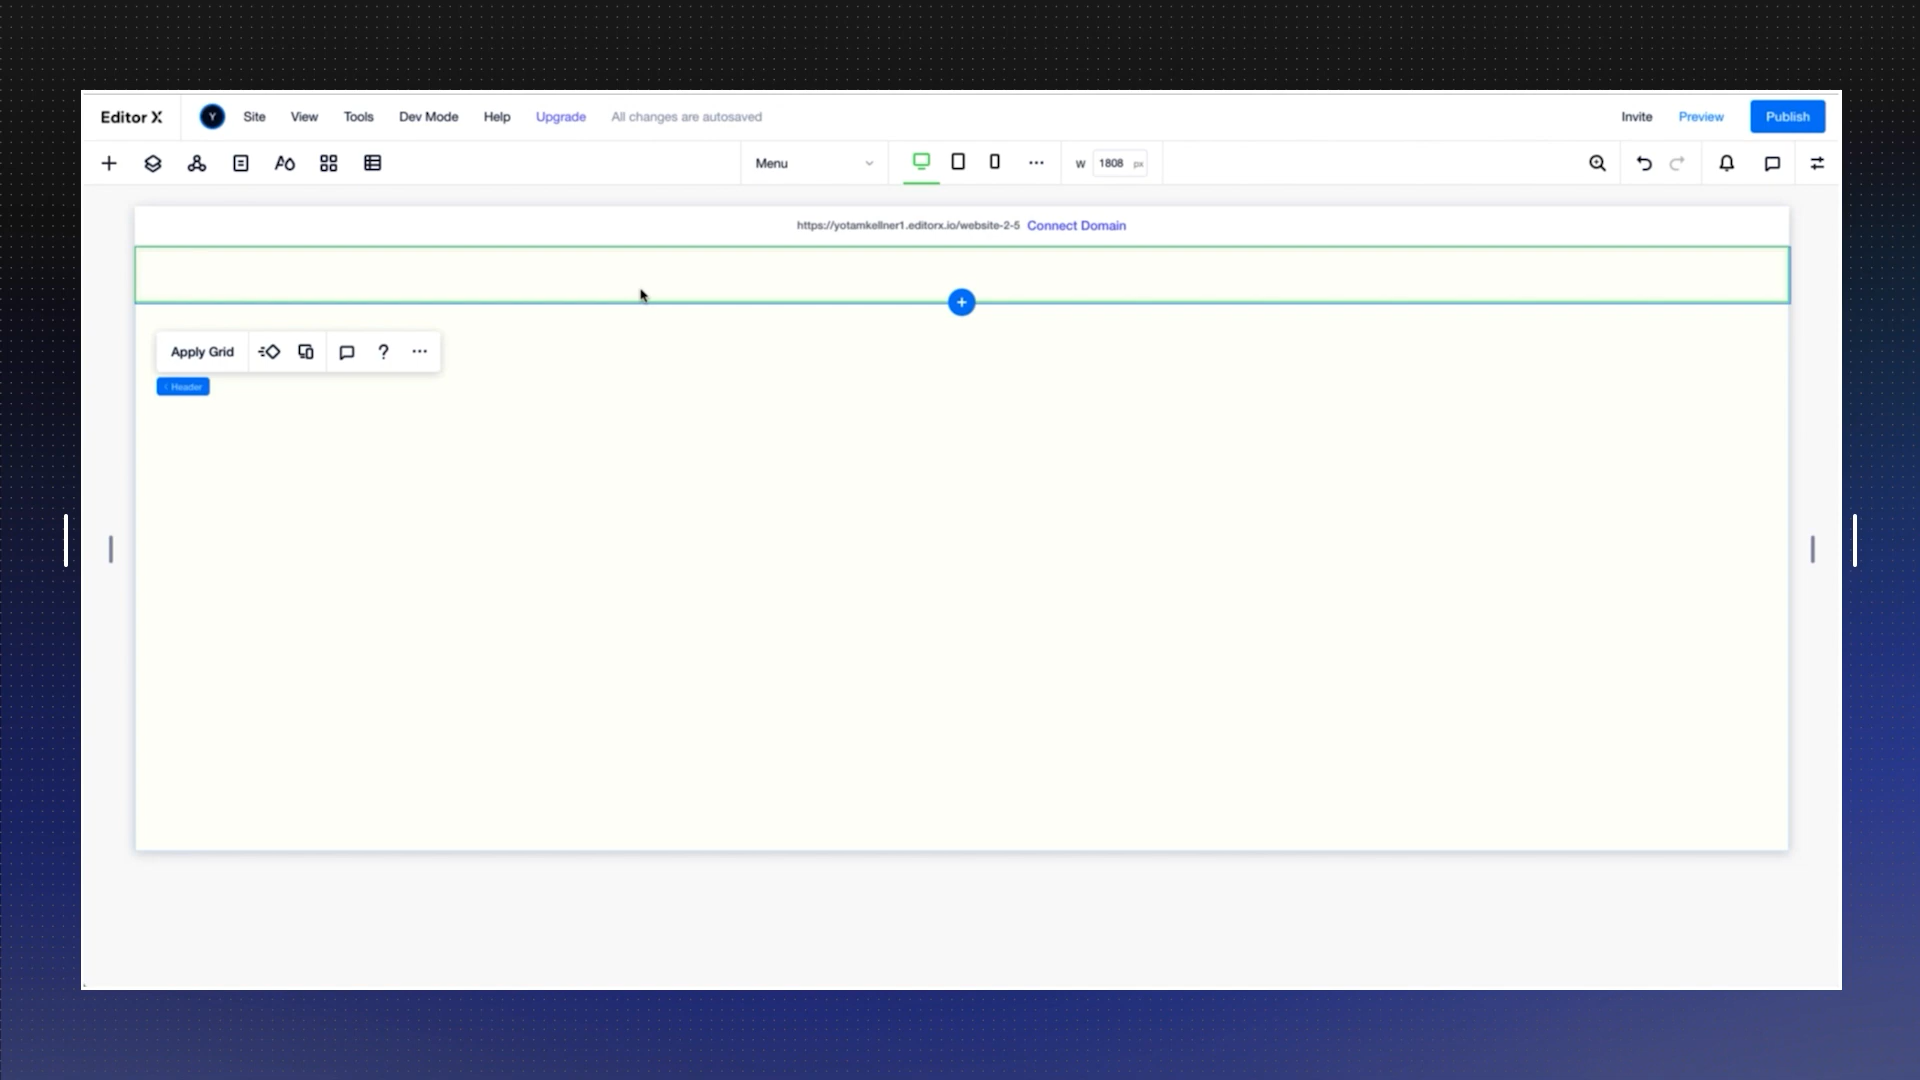 Editor X Y Site View Tools Dev Mode Help Upgrade All changes are autosaved Invite Preview Publish
Menu W 1808 px
https://yotamkellner1.editorx.io/website-2-5 Connect Domain
Apply Grid ?
‹ Header